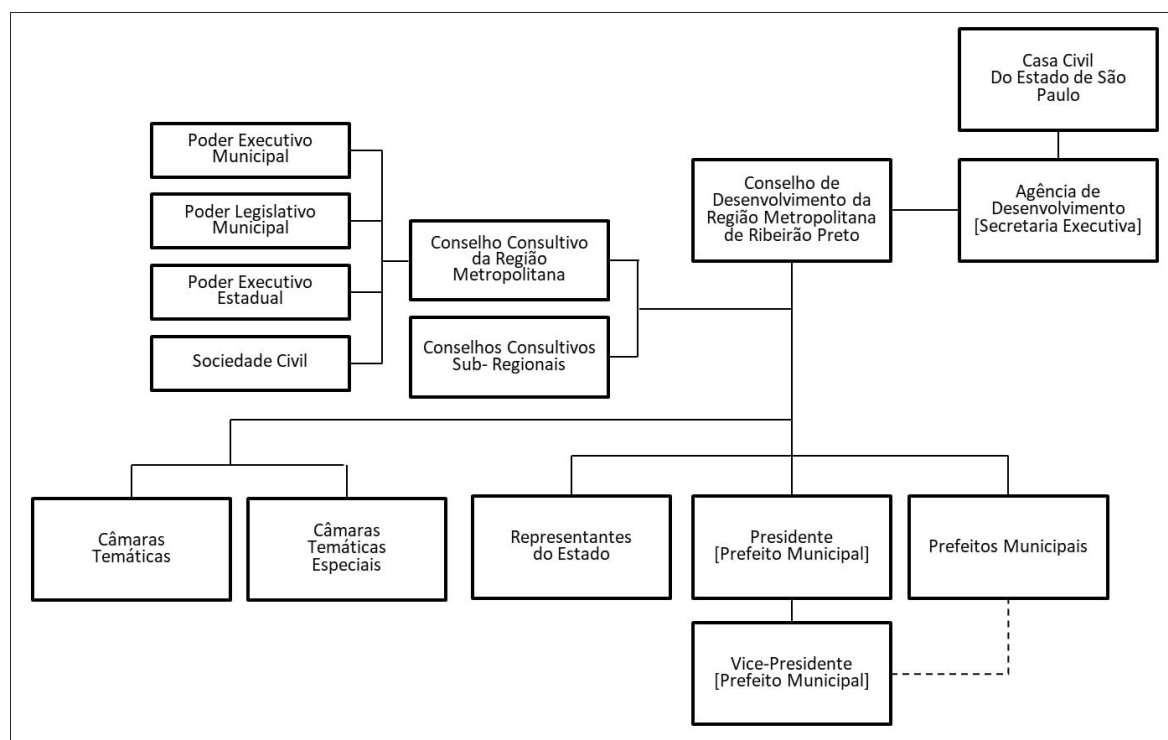 Casa Civil
Do Estado de São
Paulo
Poder Executivo
Municipal
Poder Legislativo
Municipal
Poder Executivo
Estadual
Sociedade Civil
Conselho Consultivo
da Região
Metropolitana
Conselhos Consultivos
Sub- Regionais
Conselho de
Desenvolvimento da
Região Metropolitana
de Ribeirão Preto
Agência de
Desenvolvimento
[Secretaria Executiva]
Câmaras
Temáticas
Câmaras
Temáticas
Especiais
Representantes
do Estado
Presidente
[Prefeito Municipal]
Prefeitos Municipais
Vice-Presidente
[Prefeito Municipal]